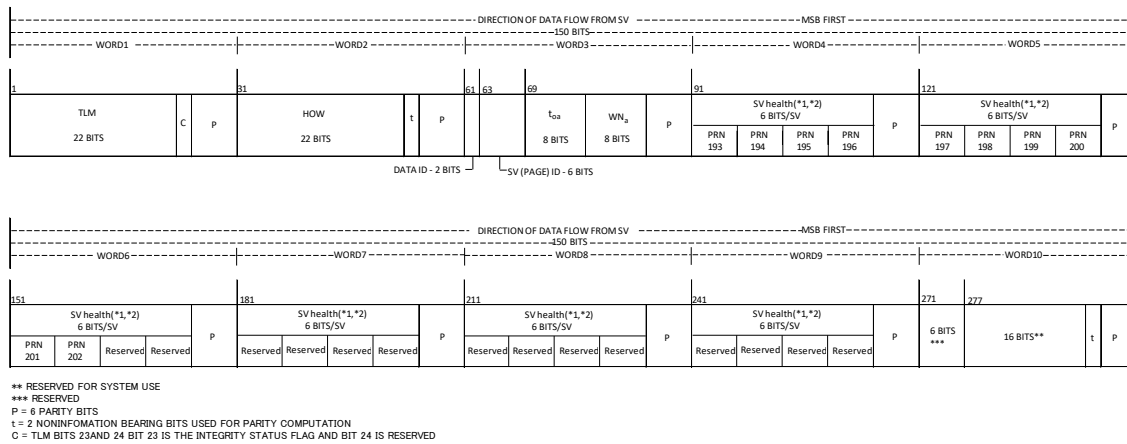 DIRECTION OF DATA FLOW FROM SV MSB FIRST
150 BITS
WORD1 WORD2 WORD3 WORD4 WORD5
1 31 61 63 69 91 121
TLM HOW toa WNa SV health(*1,*2) SV health(*1,*2)
C P t P P 6 BITS/SV P 6 BITS/SV P
22 BITS 22 BITS 8 BITS 8 BITS PRN 193 PRN 194 PRN 195 PRN 196 PRN 197 PRN 198 PRN 199 PRN 200
DATA ID - 2 BITS SV (PAGE) ID - 6 BITS
DIRECTION OF DATA FLOW FROM SV MSB FIRST
150 BITS
WORD6 WORD7 WORD8 WORD9 WORD10
151 181 211 241 271 277
SV health(*1,*2) SV health(*1,*2) SV health(*1,*2) SV health(*1,*2)
6 BITS/SV P 6 BITS/SV P 6 BITS/SV P 6 BITS/SV P 6 BITS *** 16 BITS** t P
PRN 201 PRN 202 Reserved Reserved Reserved Reserved Reserved Reserved Reserved Reserved Reserved Reserved Reserved Reserved Reserved Reserved
** RESERVED FOR SYSTEM USE
*** RESERVED
P = 6 PARITY BITS
t = 2 NONINFOMATION BEARING BITS USED FOR PARITY COMPUTATION
C = TLM BITS 23AND 24 BIT 23 IS THE INTEGRITY STATUS FLAG AND BIT 24 IS RESERVED